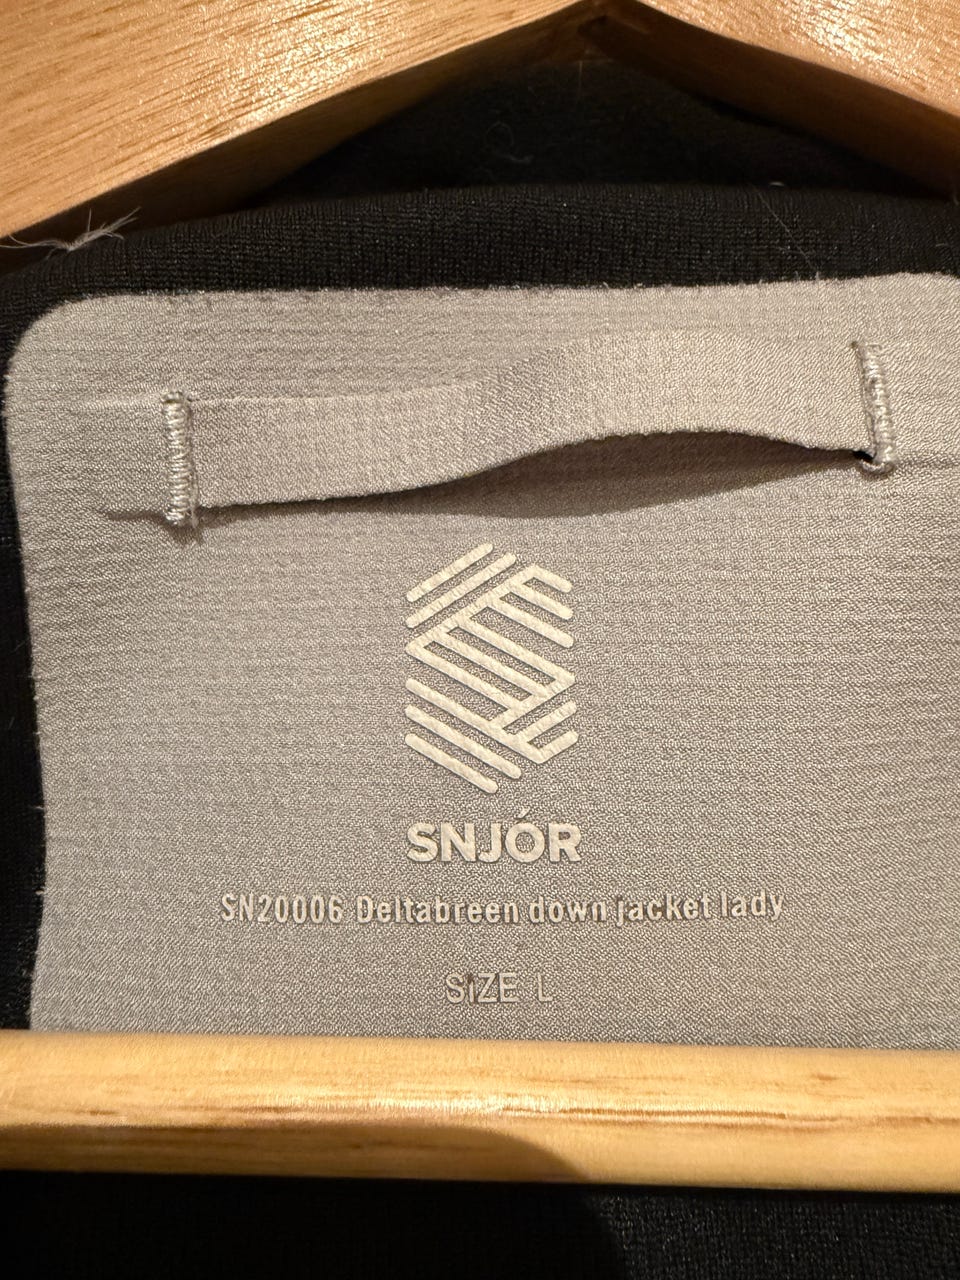 SNJÓR
SN20006 Deltabreen down jacket lady
SIZE L